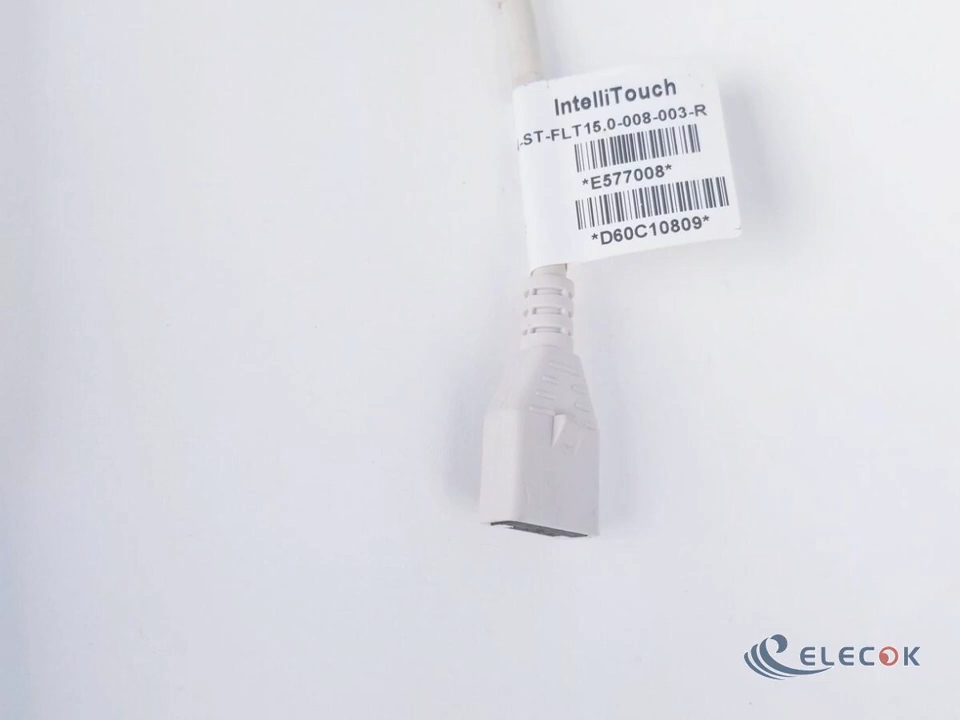 IntelliTouch
-ST-FLT15.0-008-003-R
*E577008*
*D60C10809*
ELECOK